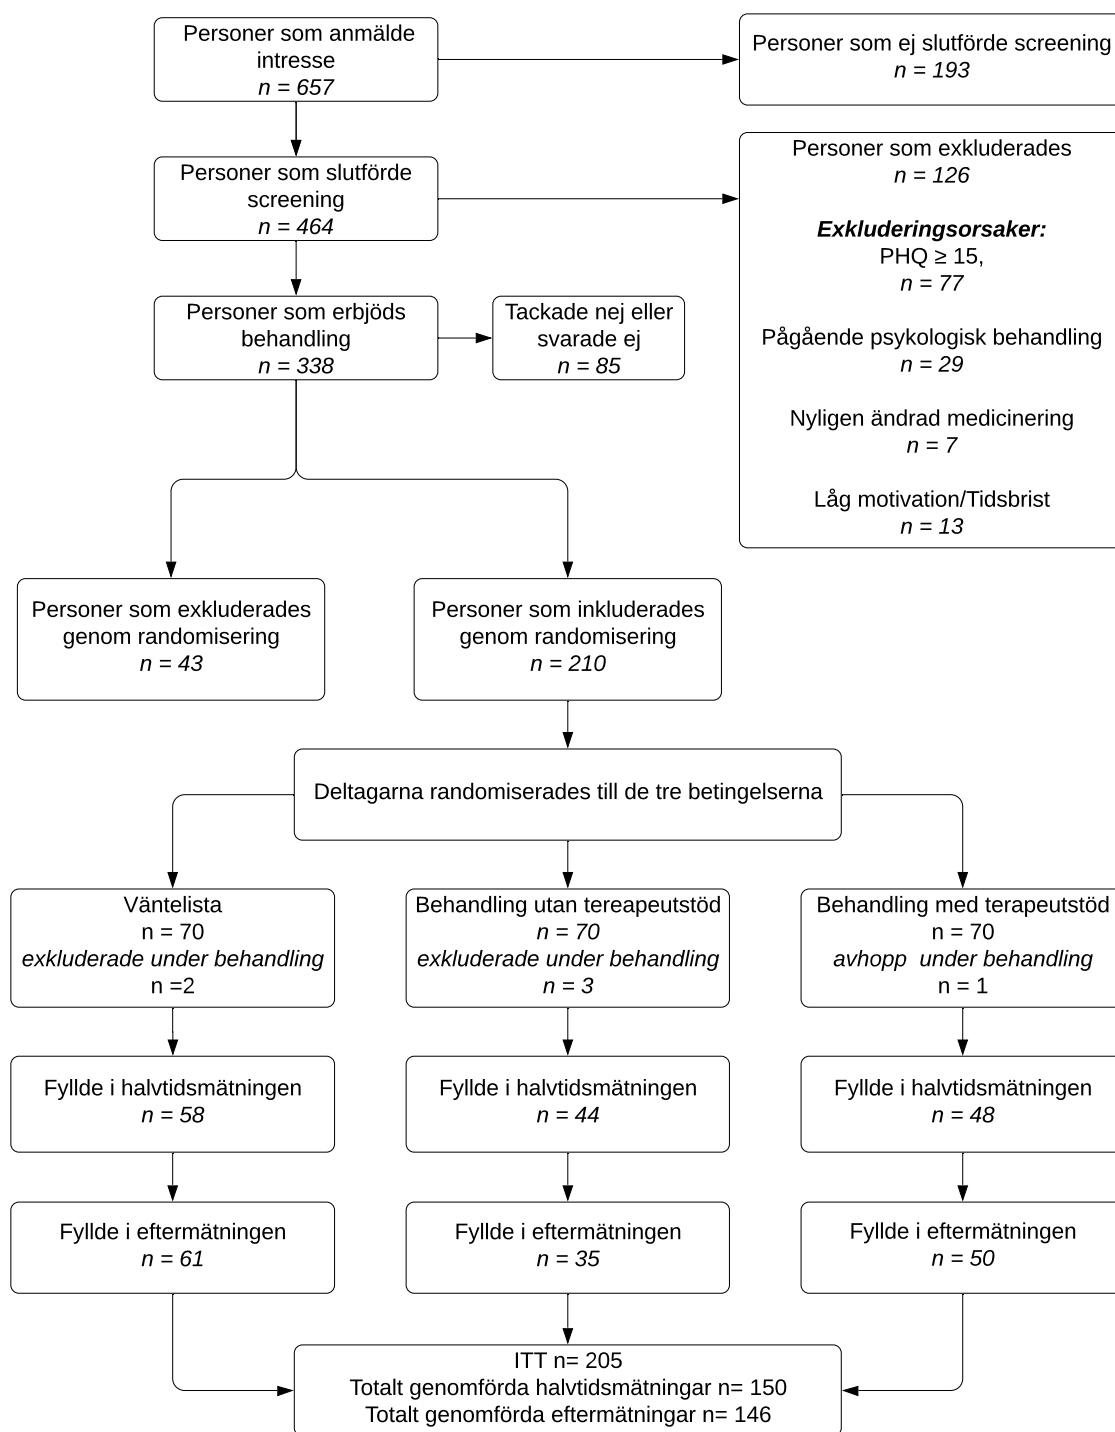 Personer som anmälde
intresse
n = 657
Personer som ej slutförde screening
n = 193
Personer som slutförde
screening
n = 464
Personer som exkluderades
n = 126
Exkluderingsorsaker:
PHQ ≥ 15,
n = 77
Pågående psykologisk behandling
n = 29
Nyligen ändrad medicinering
n = 7
Låg motivation/Tidsbrist
n = 13
Personer som erbjöds
behandling
n = 338
Tackade nej eller
svarade ej
n = 85
Personer som exkluderades
genom randomisering
n = 43
Personer som inkluderades
genom randomisering
n = 210
Deltagarna randomiserades till de tre betingelserna
Väntelista
n = 70
exkluderade under behandling
n =2
Behandling utan tereapeutstöd
n = 70
exkluderade under behandling
n = 3
Behandling med terapeutstöd
n = 70
avhopp  under behandling
n = 1
Fyllde i halvtidsmätningen
n = 58
Fyllde i halvtidsmätningen
n = 44
Fyllde i halvtidsmätningen
n = 48
Fyllde i eftermätningen
n = 61
Fyllde i eftermätningen
n = 35
Fyllde i eftermätningen
n = 50
ITT n= 205
Totalt genomförda halvtidsmätningar n= 150
Totalt genomförda eftermätningar n= 146